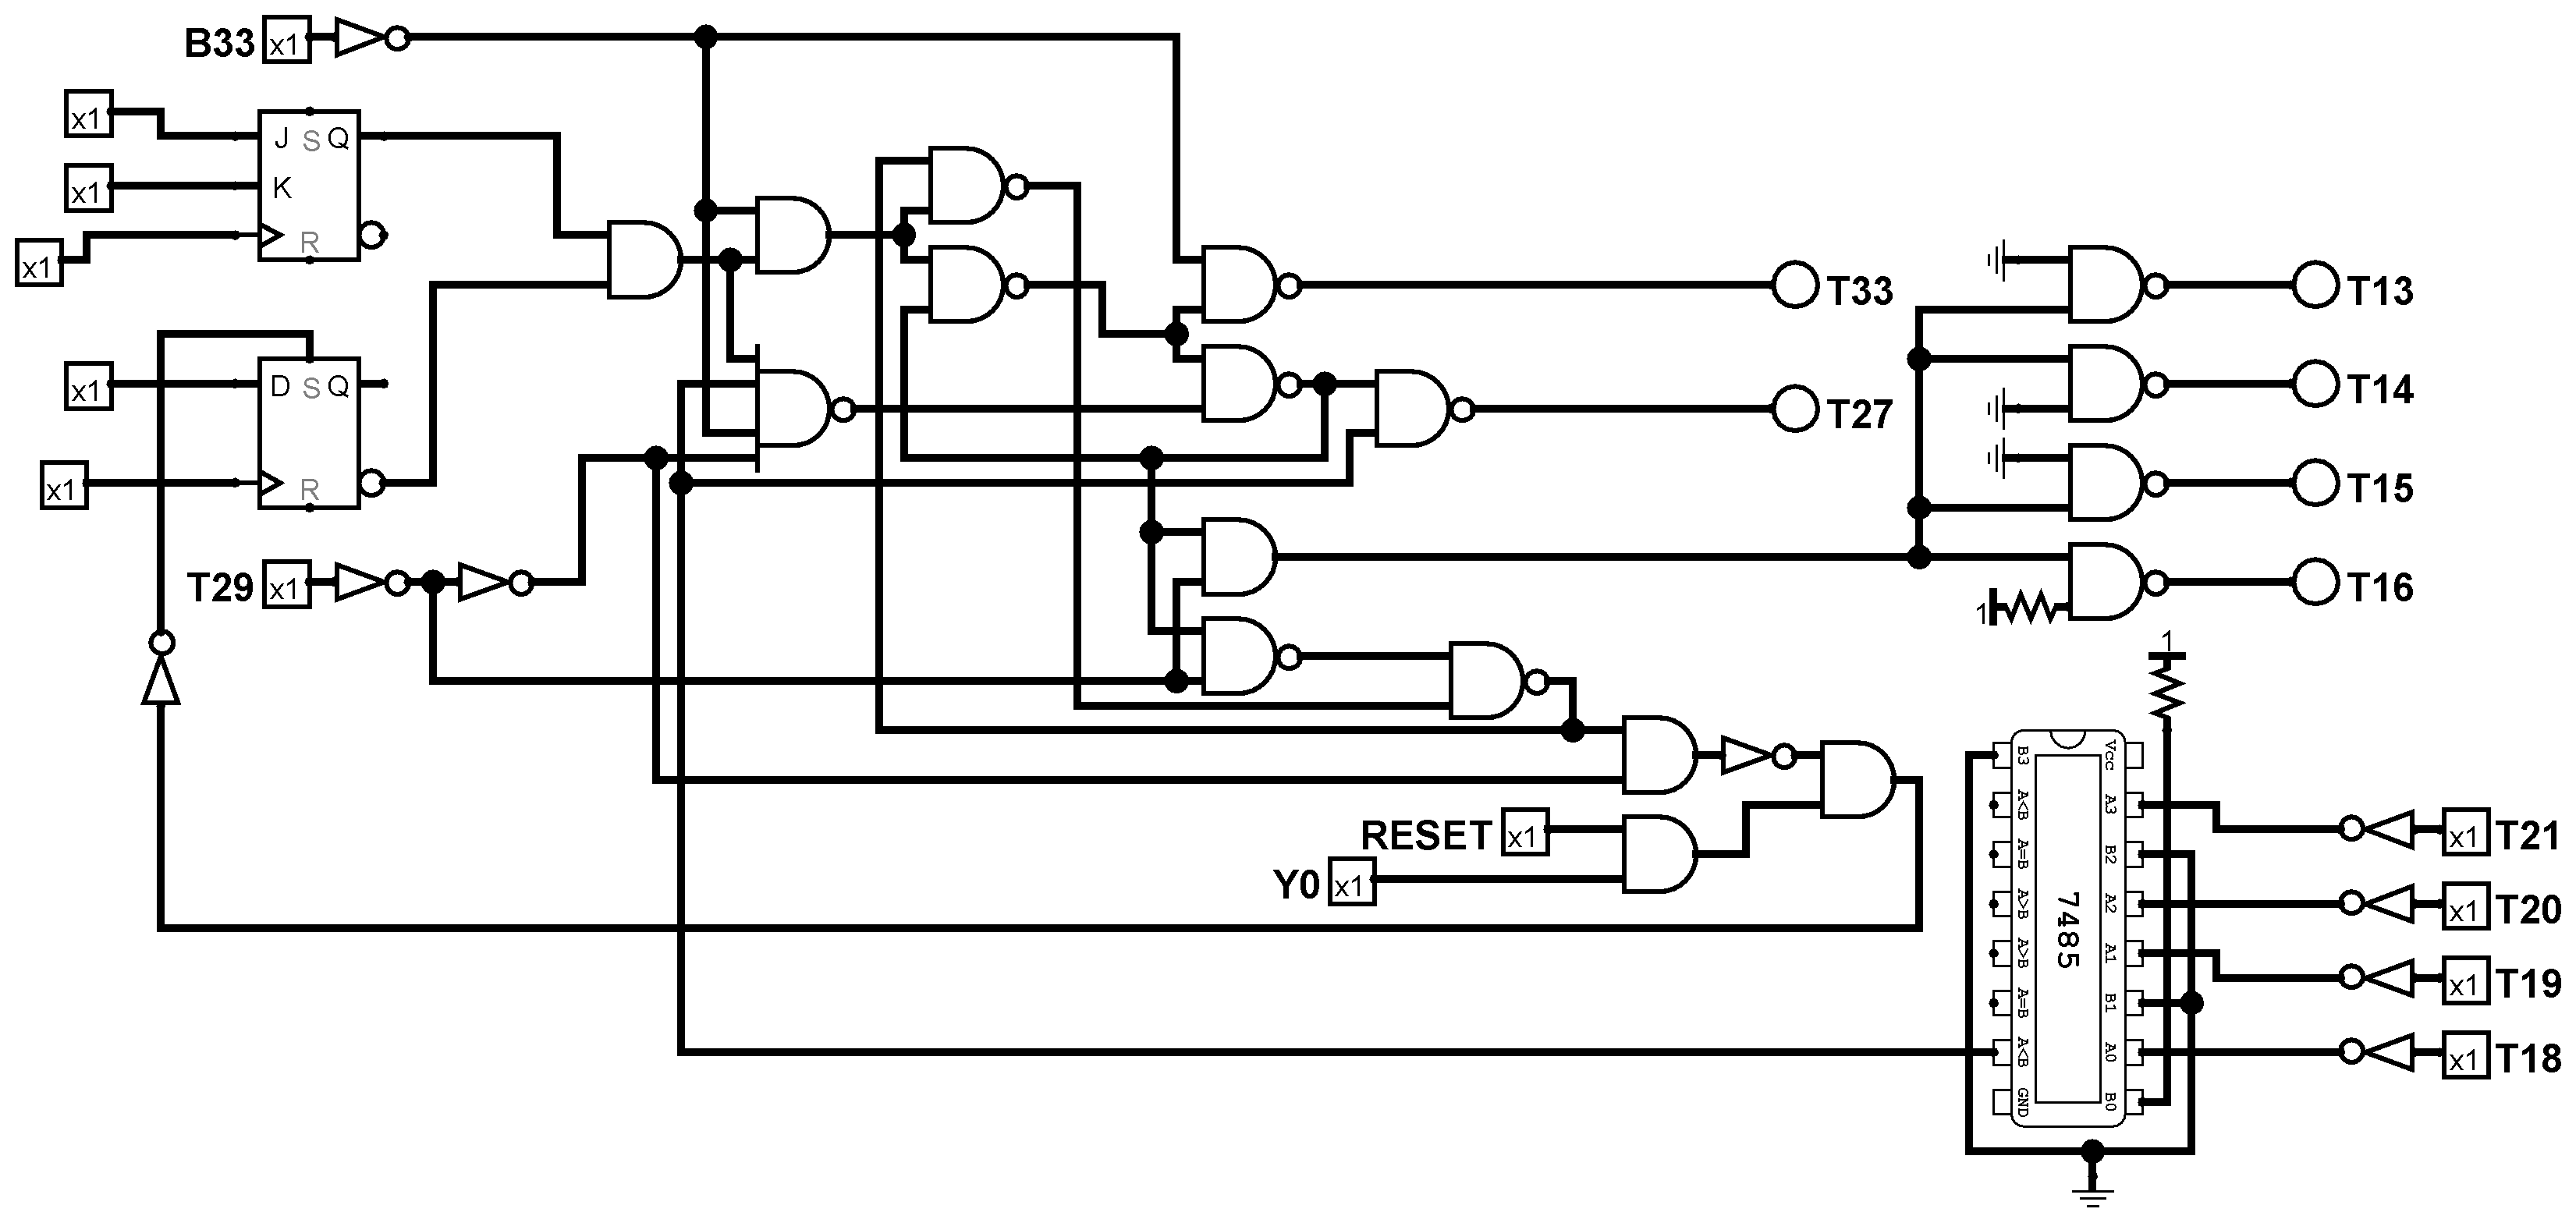 B33 x1
x1
J S Q
x1 K
x1 R
T33
T13
T27
T14
x1 D S Q
x1 R
T15
T29 x1
T16
1
1
B3 Vcc
A<B A3
A=B B2
A>B A2
A>B A1
A=B B1
A<B A0
GND B0
7485
RESET x1
Y0 x1
x1 T21
x1 T20
x1 T19
x1 T18